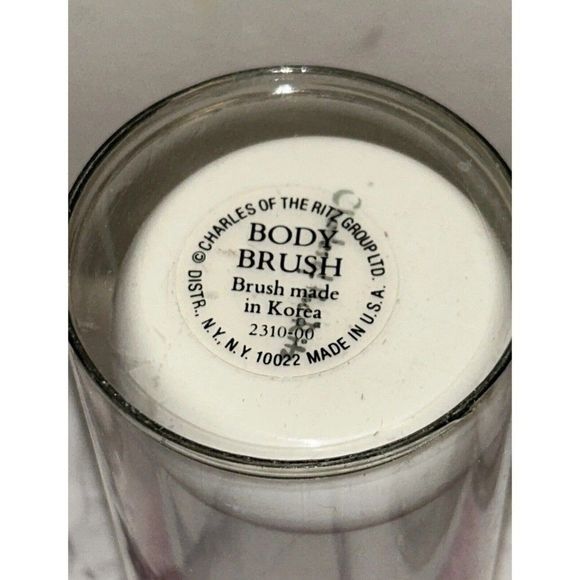 ©CHARLES OF THE RITZ GROUP LTD.
BODY
BRUSH
Brush made
in Korea
2310-00
DISTR., N.Y., N.Y. 10022 MADE IN U.S.A.